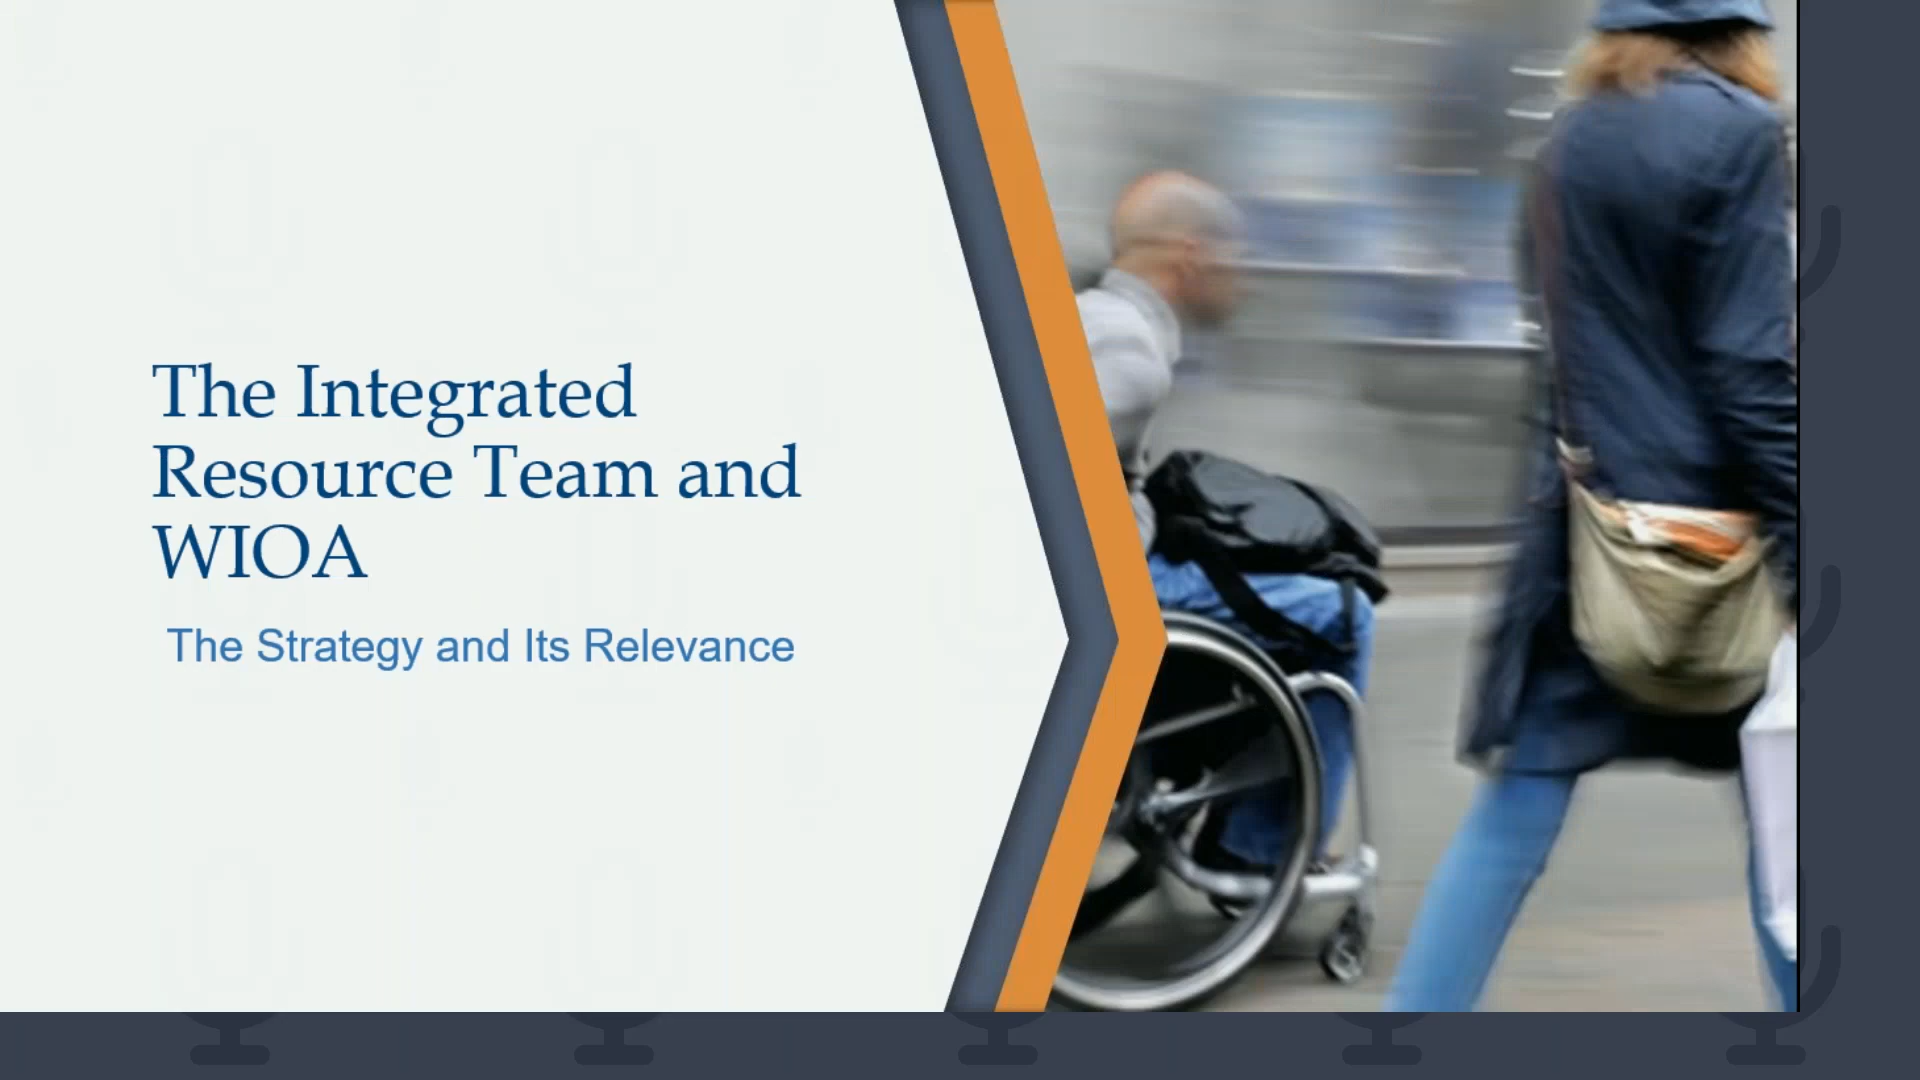 The Integrated
Resource Team and
WIOA
The Strategy and Its Relevance